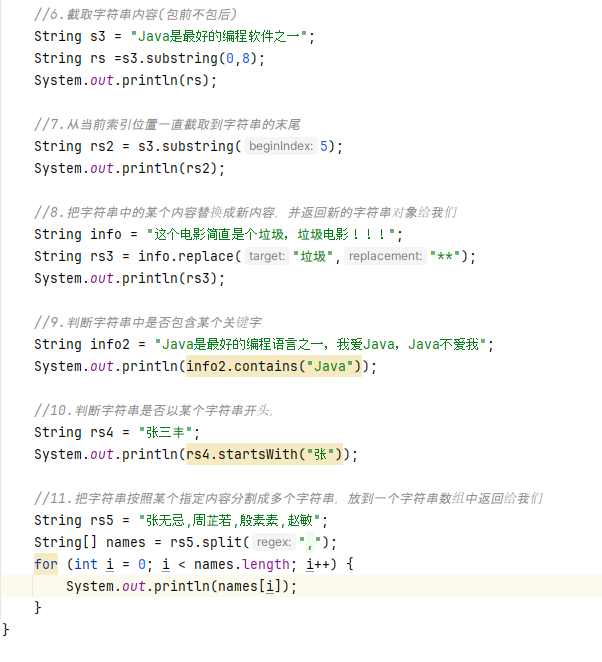 //6.截取字符串内容(包前不包后)
String s3 = "Java是最好的编程软件之一";
String rs =s3.substring(0,8);
System.out.println(rs);
//7.从当前索引位置一直截取到字符串的末尾
String rs2 = s3.substring( beginIndex: 5);
System.out.println(rs2);
//8.把字符串中的某个内容替换成新内容，并返回新的字符串对象给我们
String info = "这个电影简直是个垃圾，垃圾电影！！！";
String rs3 = info.replace( target: "垃圾", replacement: "**");
System.out.println(rs3);
//9.判断字符串中是否包含某个关键字
String info2 = "Java是最好的编程语言之一，我爱Java，Java不爱我";
System.out.println(info2.contains("Java"));
//10.判断字符串是否以某个字符串开头。
String rs4 = "张三丰";
System.out.println(rs4.startsWith("张"));
//11.把字符串按照某个指定内容分割成多个字符串，放到一个字符串数组中返回给我们
String rs5 = "张无忌,周芷若,殷素素,赵敏";
String[] names = rs5.split( regex: ",");
for (int i = 0; i < names.length; i++) {
System.out.println(names[i]);
}
}